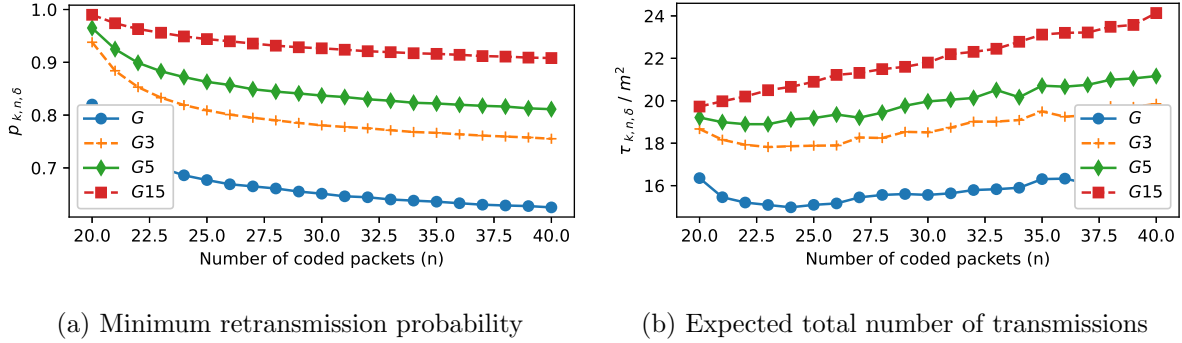 1.0
0.9
0.8
0.7
p k,n,δ
G
G3
G5
G15
20.0 22.5 25.0 27.5 30.0 32.5 35.0 37.5 40.0
Number of coded packets (n)
(a) Minimum retransmission probability
24
22
20
18
16
τ k,n,δ / m²
G
G3
G5
G15
20.0 22.5 25.0 27.5 30.0 32.5 35.0 37.5 40.0
Number of coded packets (n)
(b) Expected total number of transmissions